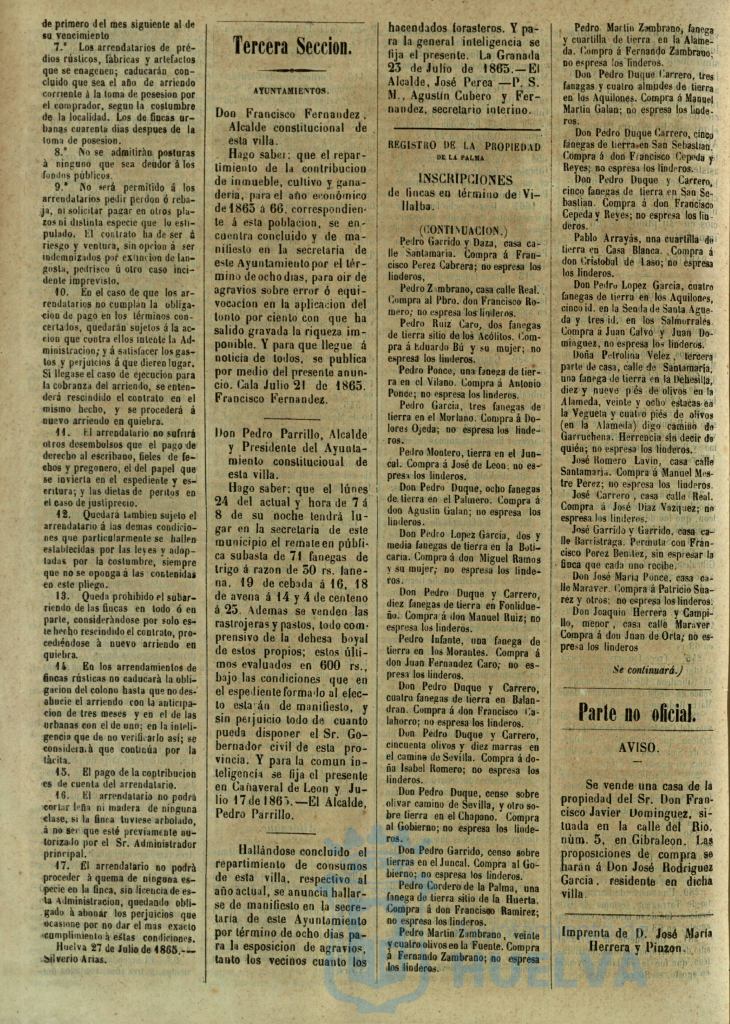 de primero del mes siguiente al de
su vencimiento
7.ª Los arrendatarios de pré-
dios rústicos, fábricas y artefactos
que se enagenen; caducarán con-
cluido que sea el año de arriendo
corriente á la toma de posesion por
el comprador, segun la costumbre
de la localidad. Los de fincas ur-
banas cuarenta dias despues de la
toma de posesion.
8.ª No se admitirán posturas
á ninguno que sea deudor á los
fondos públicos.
9.ª No será permitido á los
arrendatarios pedir perdon ó reba-
ja, ni solicitar pagar en otros pla-
zos ni distinta especie que lo esti-
pulado. El contrato ha de ser á
riesgo y ventura, sin opcion á ser
indemnizados por extincion de lan-
gosta, pedrisco ú otro caso inci-
dente imprevisto.
10. En el caso de que los ar-
rendatarios no cumplan la obliga-
cion de pago en los términos con-
certados, quedarán sujetos á la ac-
cion que contra ellos intente la Ad-
ministracion; y á satisfacer los gas-
tos y perjuicios á que dieren lugar.
Si llegase el caso de ejecucion para
la cobranza del arriendo, se enten-
derá rescindido el contrato en el
mismo hecho, y se procederá á
nuevo arriendo en quiebra.
11. El arrendatario no sufrirá
otros desembolsos que el pago de
derecho al escribano, fieles de fe-
chos y pregonero, el del papel que
se invierta en el espediente y es-
critura; y las dietas de peritos en
el caso de justiprecio.
12. Quedará tambien sujeto el
arrendatario á las demas condicio-
nes que particularmente se hallen
establecidas por las leyes y adop-
tadas por la costumbre, siempre
que no se oponga á las contenidas
en este pliego.
13. Queda prohibido el subar-
riendo de las fincas en todo ó en
parte, considerándose por solo es-
te hecho rescindido el contrato, pro-
cediéndose á nuevo arriendo en
quiebra.
14. En los arrendamientos de
fincas rústicas no caducará la obli-
gacion del colono hasta que no des-
ahucie el arriendo con la anticipa-
cion de tres meses y en el de las
urbanas con el de uno; en la inteli-
gencia que de no verificarlo asi; se
considerará que continúa por la
tácita.
15. El pago de la contribucion
es de cuenta del arrendatario.
16. El arrendatario no podrá
cortar leña ni madera de ninguna
clase, si la finca tuviese arbolado,
á no ser que esté préviamente au-
torizado por el Sr. Administrador
principal.
17. El arrendatario no podrá
proceder á quema de ninguna es-
pecie en la finca, sin licencia de es-
ta Administracion, quedando obli-
gado à abonar los perjuicios que
ocasione por no dar el mas exacto
cumplimiento á estas condiciones.
Huelva 27 de Julio de 1865.—
Silverio Arias.
Tercera Seccion.
AYUNTAMIENTOS.
Don Francisco Fernandez,
Alcalde constitucional de
esta villa.
Hago saber: que el repar-
timiento de la contribucion
de inmueble, cultivo y gana-
deria, para el año económico
de 1865 á 66, correspondien-
te á esta poblacion, se en-
cuentra concluido y de ma-
nifiesto en la secretaria de
este Ayuntamiento por el tér-
mino de ocho dias, para oir de
agravios sobre error ó equi-
vocacion en la aplicacion del
tonto por ciento con que ha
salido gravada la riqueza im-
ponible. Y para que llegue á
noticia de todos, se publica
por medio del presente anun-
cio. Cala Julio 21 de 1865.
Francisco Fernandez.
Don Pedro Parrillo, Alcalde
y Presidente del Ayunta-
miento constitucioual de
esta villa.
Hago saber: que el lúnes
24 del actual y hora de 7 á
8 de su noche tendrá lu-
gar en la secretaria de este
municipio el remate en públi-
ca subasta de 71 fanegas de
trigo á razon de 30 rs. fane-
na. 19 de cebada á 16, 18
de avena á 14 y 4 de centeno
á 25. Ademas se venden las
rastrojeras y pastos, todo com-
prensivo de la dehesa boyal
de estos propios; estos úl-
timos evaluados en 600 rs.,
bajo las condiciones que en
el espediente formado al efec-
to están de manifiesto, y
sin perjuicio todo de cuanto
pueda disponer el Sr. Go-
bernador civil de esta pro-
vincia. Y para la comun in-
teligencia se fija el presente
en Cañaveral de Leon y Ju-
lio 17 de 1865.—El Alcalde,
Pedro Parrillo.
Hallándose concluido el
repartimiento de consumos
de esta villa, respectivo al
año actual, se anuncia hallar-
se de manifiesto en la secre-
taria de este Ayuntamiento
por término de ocho dias pa-
ra la esposicion de agravios,
tanto los vecinos cuanto los
hacendados forasteros. Y pa-
ra la general inteligencia se
fija el presente. La Granada
23 de Julio de 1865.—El
Alcalde, José Perea—P. S.
M., Agustin Cubero y Fer-
nandez, secretario interino.
REGISTRO DE LA PROPIEDAD
DE LA PALMA
INSCRIPCIONES
de fincas en término de Vi-
llalba.
(CONTINUACION.)
Pedro Garrido y Daza, casa ca-
lle Santamaria. Compra á Fran-
cisco Perez Cabrera; no espresa los
linderos.
Pedro Zambrano, casa calle Real.
Compra al Pbro. don Francisco Ro-
mero; no espresa los linderos.
Pedro Ruiz Caro, dos fanegas
de tierra sitio de los Acólitos. Com-
pra á Eduardo Bú y su mujer; no es-
presa los linderos.
Pedro Ponce, una fanega de tier-
ra en el Vilano. Compra á Antonio
Ponce; no espresa los linderos.
Pedro Garcia, tres fanegas de
tierra en el Morlano. Compra á Do-
lores Ojeda; no espresa los linde-
ros.
Pedro Montero, tierra en el Jun-
cal. Compra á José de Leon: no es-
presa los linderos.
Don Pedro Duque, ocho fanegas
de tierra en el Palmero. Compra á
don Agustin Galan; no espresa los
linderos.
Don Pedro Lopez Garcia, dos y
media fanegas de tierra en la Boti-
caria. Compra á don Miguel Ramos
y su mujer; no espresa los linde-
ros.
Don Pedro Duque y Carrero,
diez fanegas de tierra en Fonlidue-
ño. Compra á don Manuel Ruiz; no
espresa los linderos.
Pedro Infante, una fanega de
tierra en los Morantes. Compra á
don Juan Fernandez Caro; no es-
presa los linderos.
Don Pedro Duque y Carrero,
cuatro fanegas de tierra en Balan-
dran. Compra á don Francisco Ca-
lahorro; no espresa los linderos.
Don Pedro Duque y Carrero,
cincuenta olivos y diez marras en
el camino de Sevilla. Compra á do-
ña Isabel Romero; no espresa los
linderos.
Don Pedro Duque, censo sobre
olivar camino de Sevilla, y otro so-
bre tierra en el Chapano. Compra
al Gobierno; no espresa los linde-
ros.
Don Pedro Garrido, censo sobre
tierras en el Juncal. Compra al Go-
bierno; no espresa los linderos.
Pedro Cordero de la Palma, una
fanega de tierra sitio de la Huerta.
Compra á don Francisco Ramirez;
no espresa los linderos.
Pedro Martin Zambrano, veinte
y cuatro olivos en la Fuente. Compra
á Fernando Zambrano; no espresa
los linderos.
Pedro Martin Zambrano, fanega
y cuartilla de tierra en la Alame-
da. Compra á Fernando Zambrano;
no espresa los linderos.
Don Pedro Duque Carrero, tres
fanagas y cuatro almudes de tierra
en los Aquilones. Compra á Manuel
Martin Galan; no espresa los linde-
ros.
Don Pedro Duque Carrero, cinco
fanegas de tierra en San Sebastian.
Compra á don Francisco Cepeda y
Reyes; no espresa los linderos.
Don Pedro Duque y Carrero,
cinco fanegas de tierra en San Se-
bastian. Compra á don Francisco
Cepeda y Reyes; no espresa los lin-
deros.
Pablo Arrayás, una cuartilla de
tierra en Casa Blanca. Compra á
don Cristobal de Laso; no espresa
los linderos.
Don Pedro Lopez Garcia, cuatro
fanegas de tierra en los Aquilones,
cinco id. en la Senda de Santa Ague-
da y tres id. en los Salmorrales.
Compra á Juan Calvo y Juan Do-
minguez, no espresa los linderos.
Doña Petrolina Velez, tercera
parte de casa, calle de Santamaria,
una fanega de tierra en la Dehesilla,
diez y nueve piés de olivos en la
Alameda, veinte y ocho estacas en
la Vegueta y cuatro piés de olivos
(en la Alameda) digo camino de
Garruchena. Herrencia sin decir de
quién; no espresa los linderos.
José Romero Lavin, casa calle
Santamaria. Compra á Manuel Mes-
tre Perez; no espresa los linderos.
José Carrero, casa calle Real.
Compra á José Diaz Vazquez; no
espresa los linderos.
José Garrido y Garrido, casa ca-
lle Barristraga. Permuta con Fran-
cisco Perez Benitez, sin espresar la
finca que cada uno recibe.
Don José Maria Ponce, casa ca-
lle Maraver. Compra á Patricio Sua-
rez y otros; no espresa los linderos.
Don Joaquin Herrera y Campi-
llo, menor, casa calle Maraver.
Compra á don Juan de Orta; no es-
presa los linderos
Se continuará.)
Parte no oficial.
AVISO.
Se vende una casa de la
propiedad del Sr. Don Fran-
cisco Javier Dominguez, si-
tuada en la calle del Rio,
núm. 5, en Gibraleon. Las
proposiciones de compra se
harán á Don José Rodriguez
Garcia, residente en dicha
villa.
Imprenta de D. José Maria
Herrera y Pinzon.
HUELVA